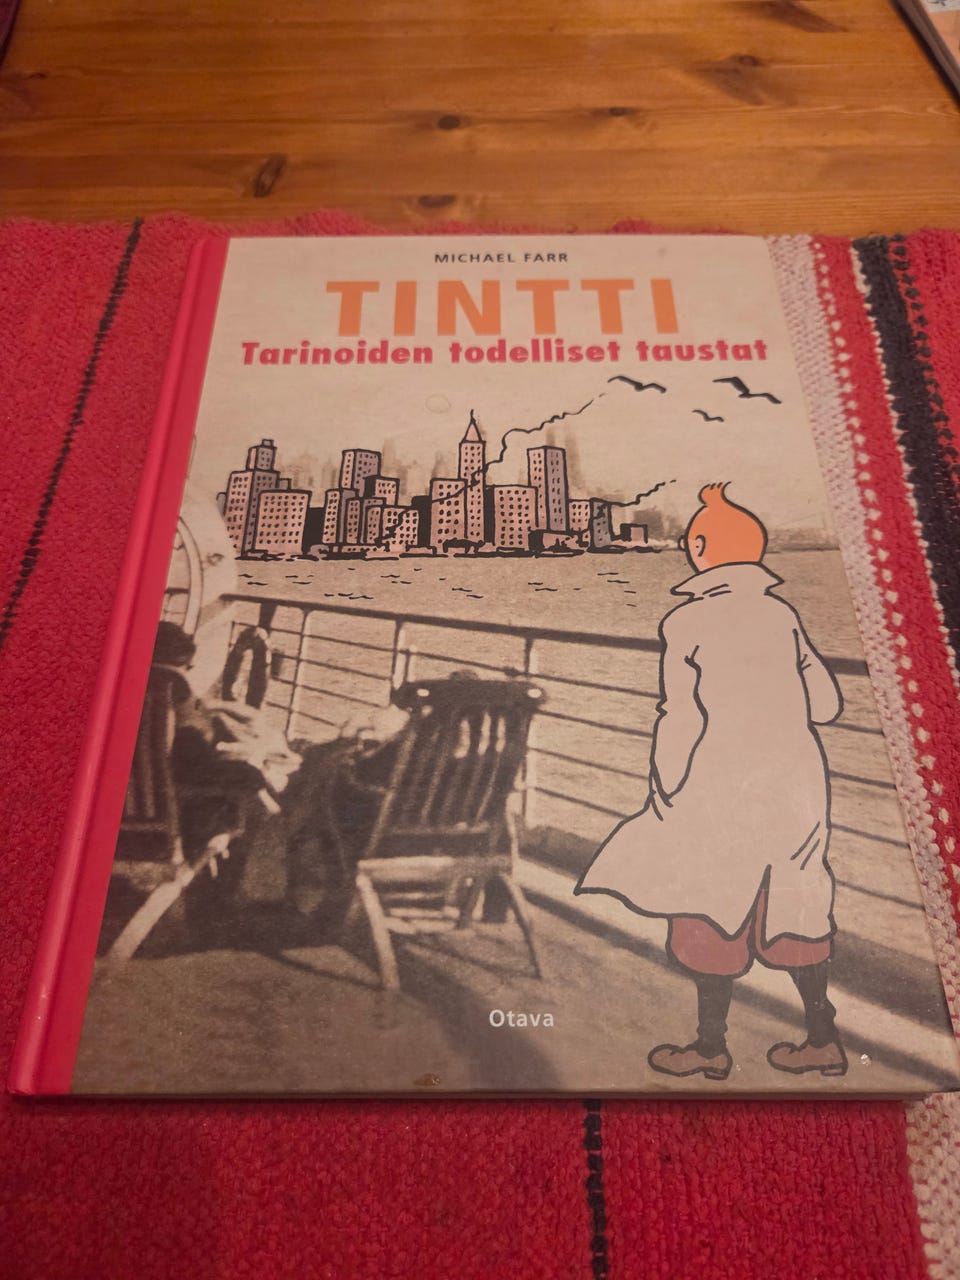 MICHAEL FARR
TINTTI
Tarinoiden todelliset taustat
Otava